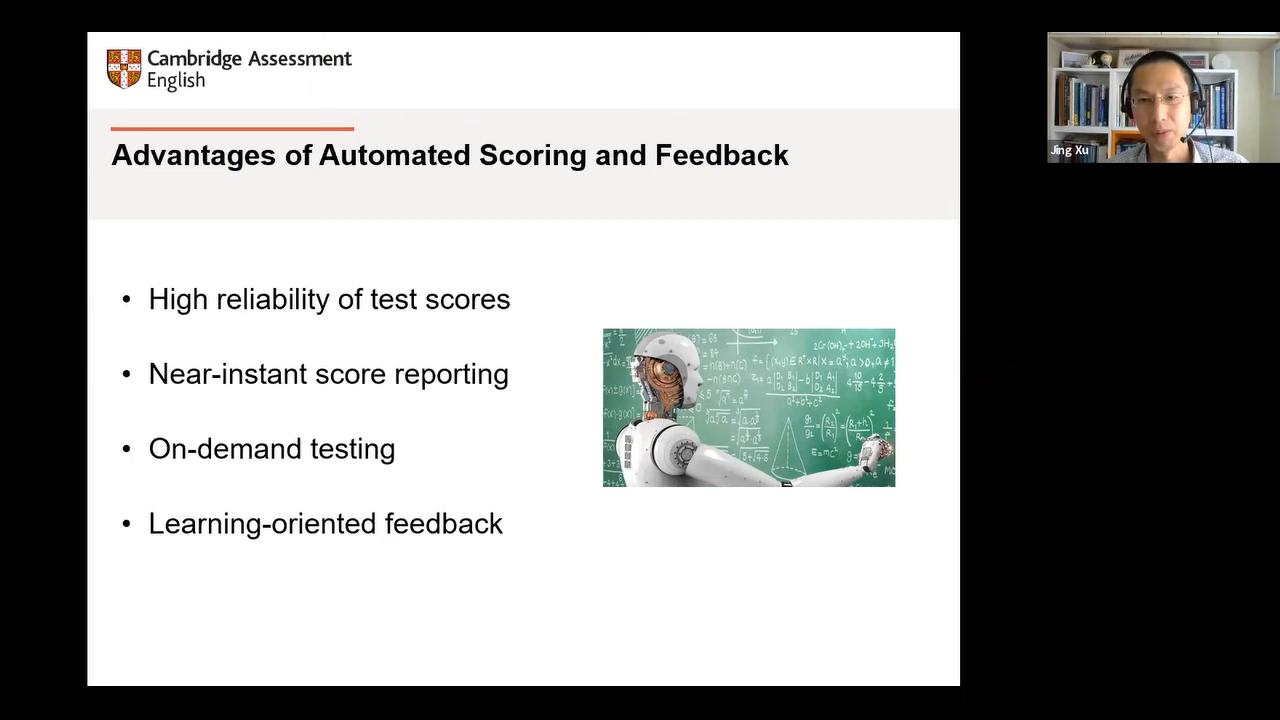 Cambridge Assessment
English
Advantages of Automated Scoring and Feedback
• High reliability of test scores
• Near-instant score reporting
• On-demand testing
• Learning-oriented feedback
Jing Xu
E=mc²